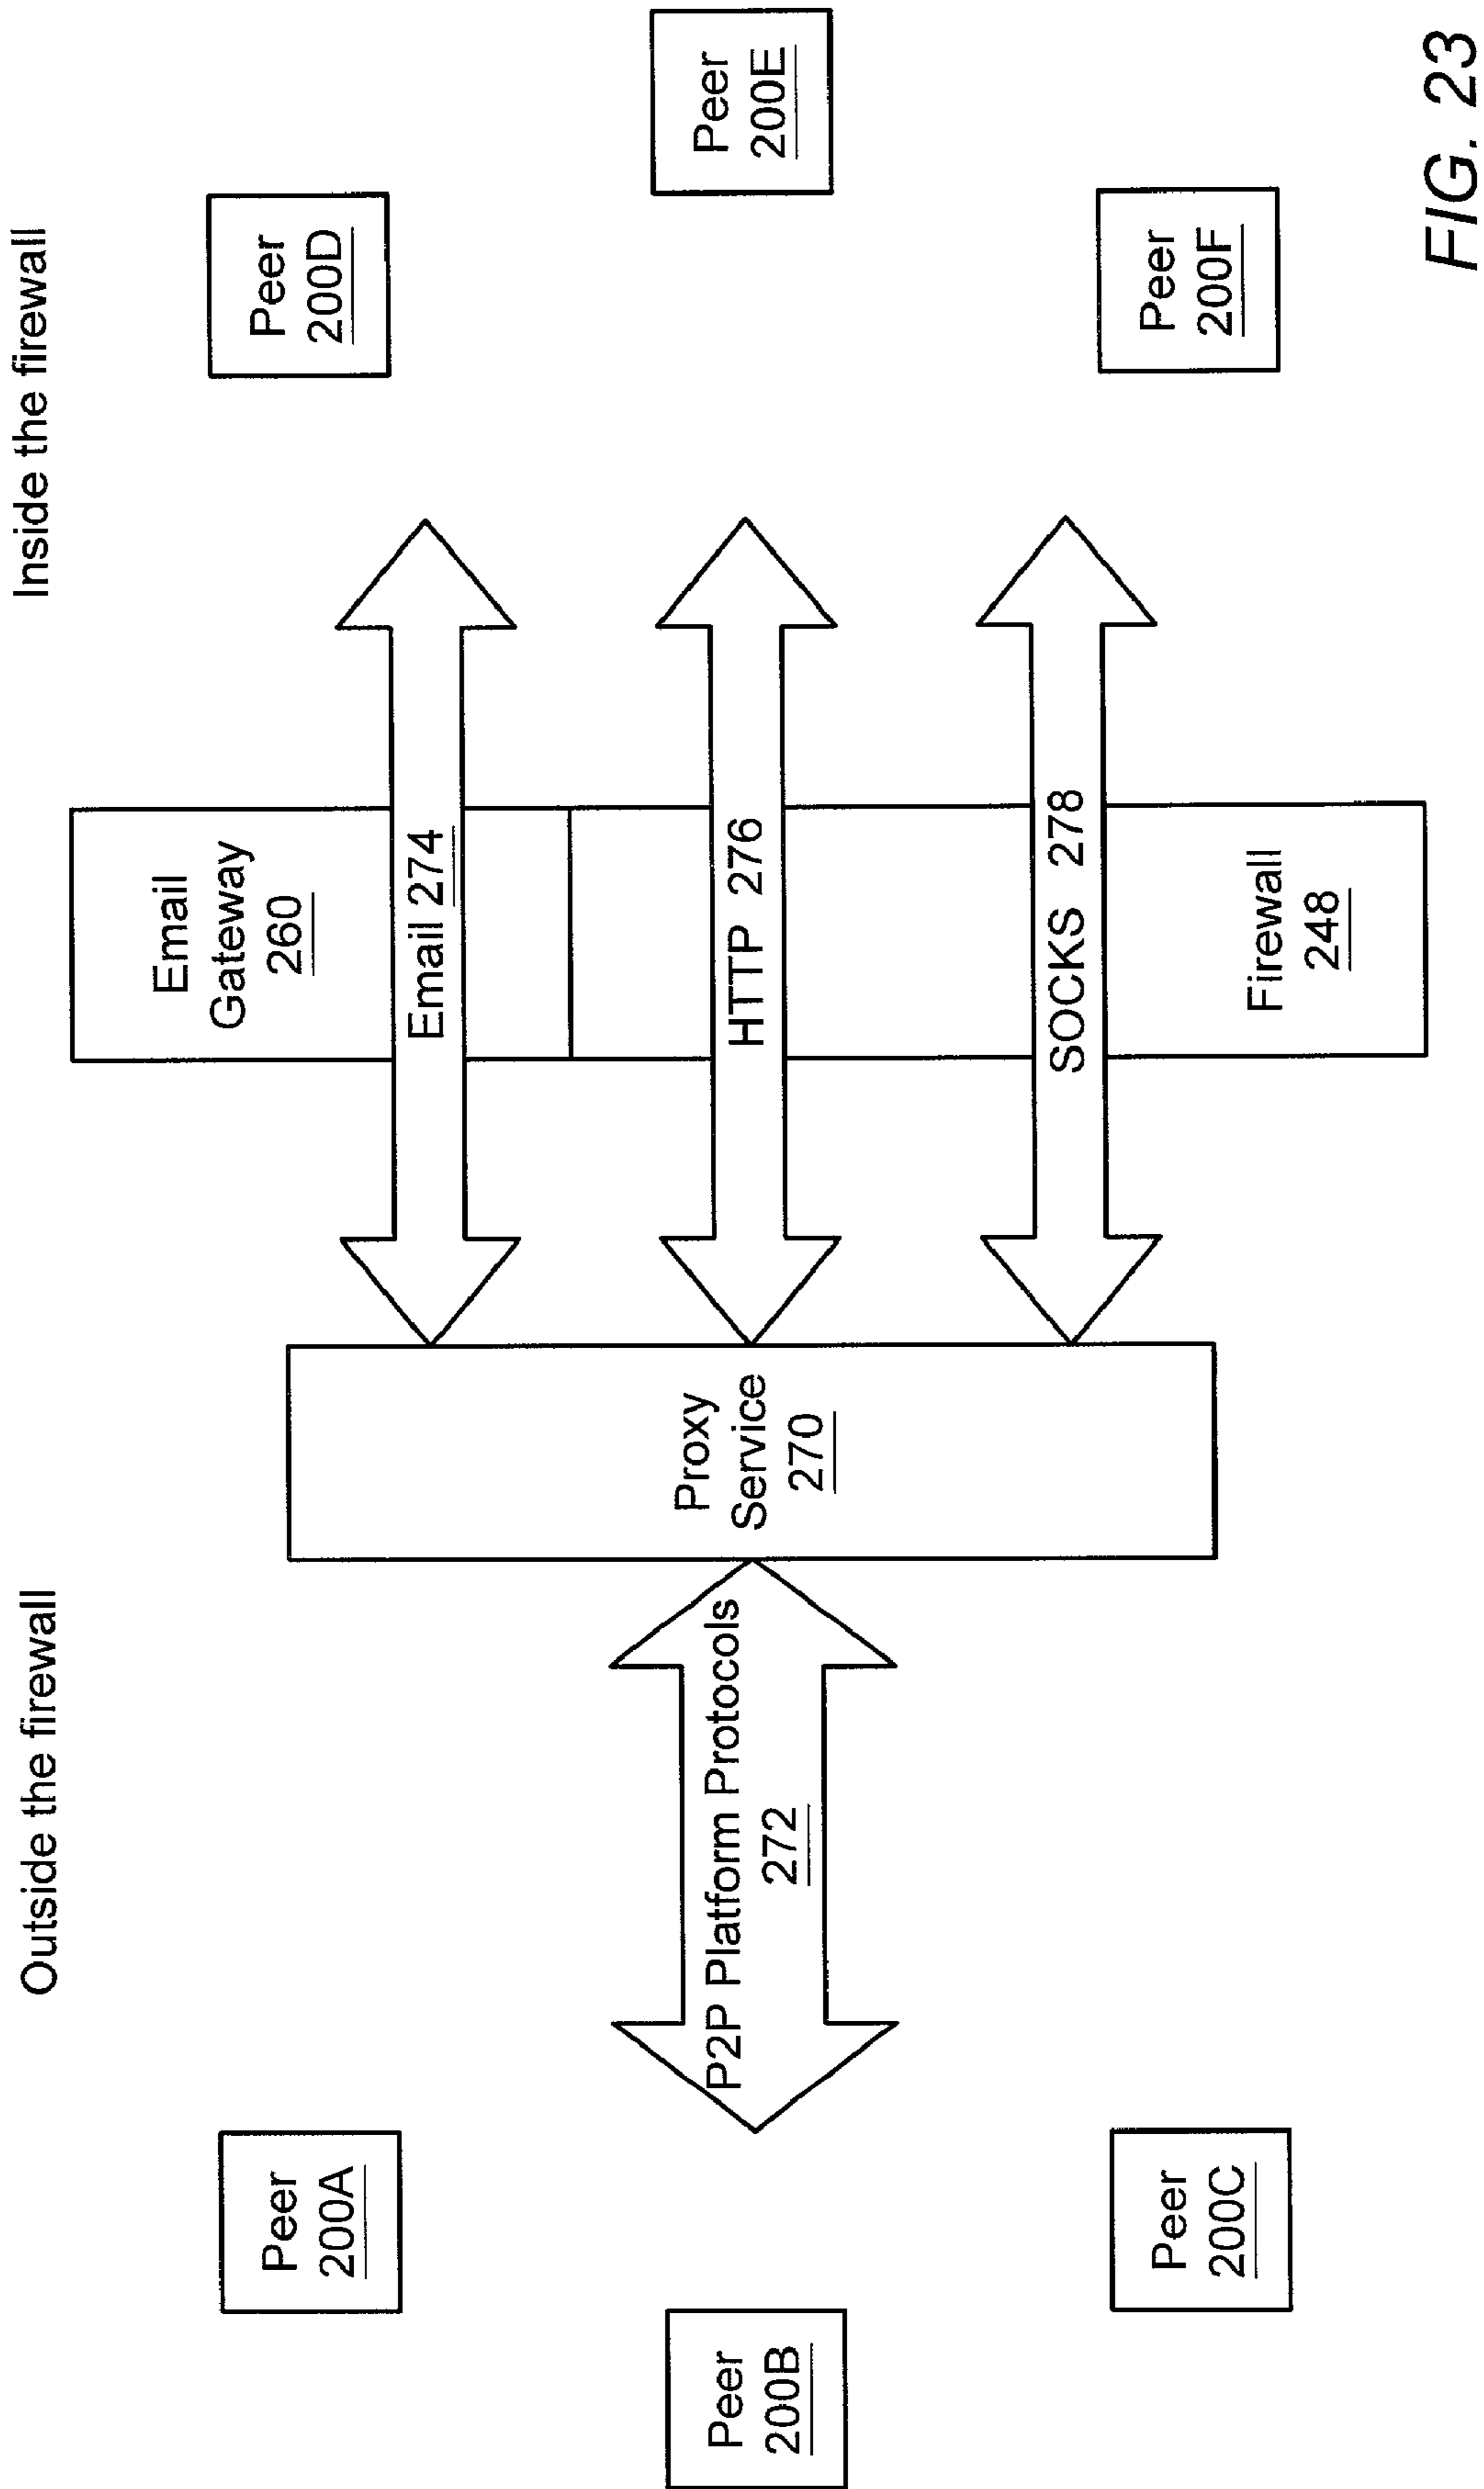 Outside the firewall
Inside the firewall
Peer
200A
Peer
200B
Peer
200C
P2P Platform Protocols
272
Proxy
Service
270
Email
Gateway
260
Email 274
HTTP 276
SOCKS 278
Firewall
248
Peer
200D
Peer
200E
Peer
200F
FIG. 23